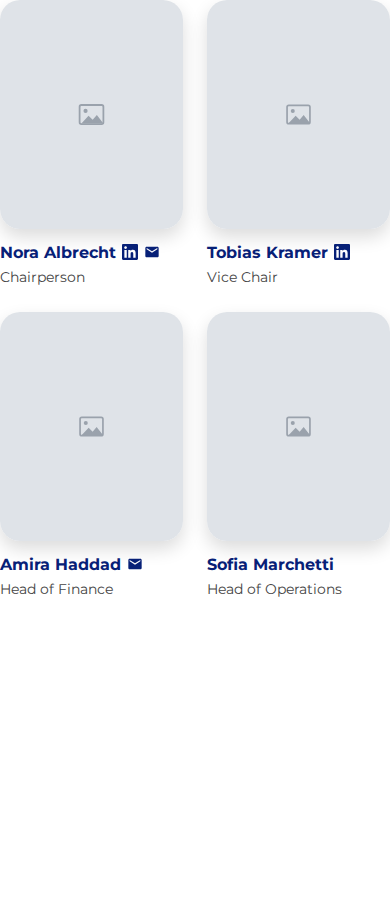 Nora Albrecht
Chairperson
Tobias Kramer
Vice Chair
Amira Haddad
Head of Finance
Sofia Marchetti
Head of Operations